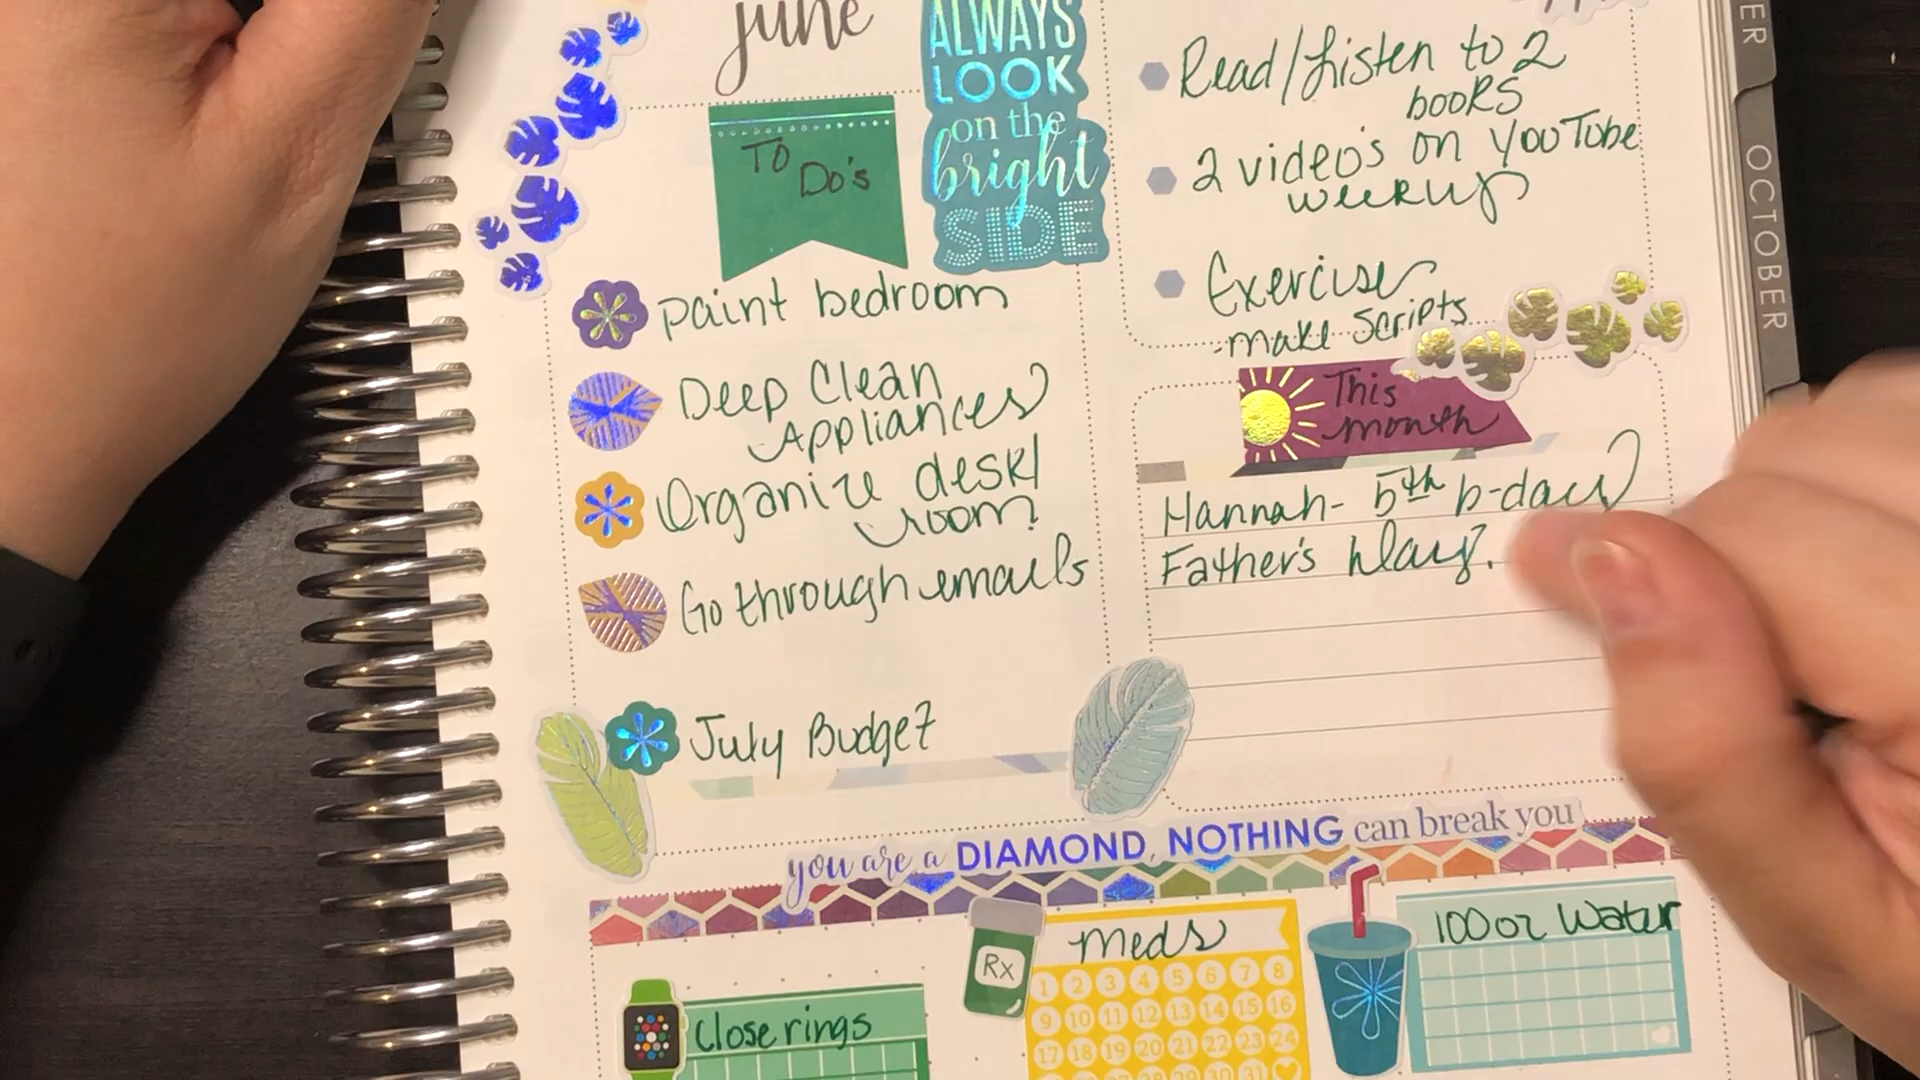 june
ALWAYS
LOOK
on the
bright
SIDE
TO
Do's
paint bedroom
Deep Clean
Appliances
Organize desk/
room
Go through emails
July Budget
Read/Listen to 2
books
2 video's on YouTube
weekly
Exercise
-make scripts
This
month
Hannah- 5th b-day
Father's Day.
OCTOBER
you are a DIAMOND, NOTHING can break you
Close rings
Rx
Meds
1 2 3 4 5 6 7 8
9 10 11 12 13 14 15 16
17 18 19 20 21 22 23 24
100 oz Water